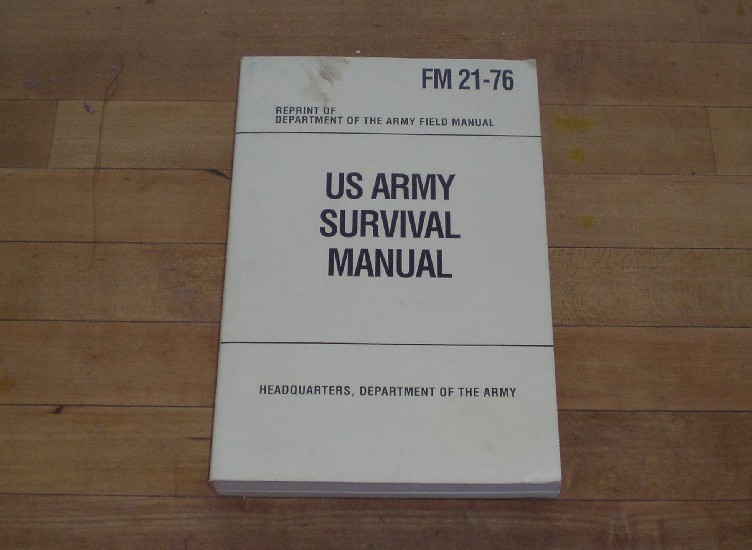 FM 21-76
REPRINT OF
DEPARTMENT OF THE ARMY FIELD MANUAL
US ARMY
SURVIVAL
MANUAL
HEADQUARTERS, DEPARTMENT OF THE ARMY